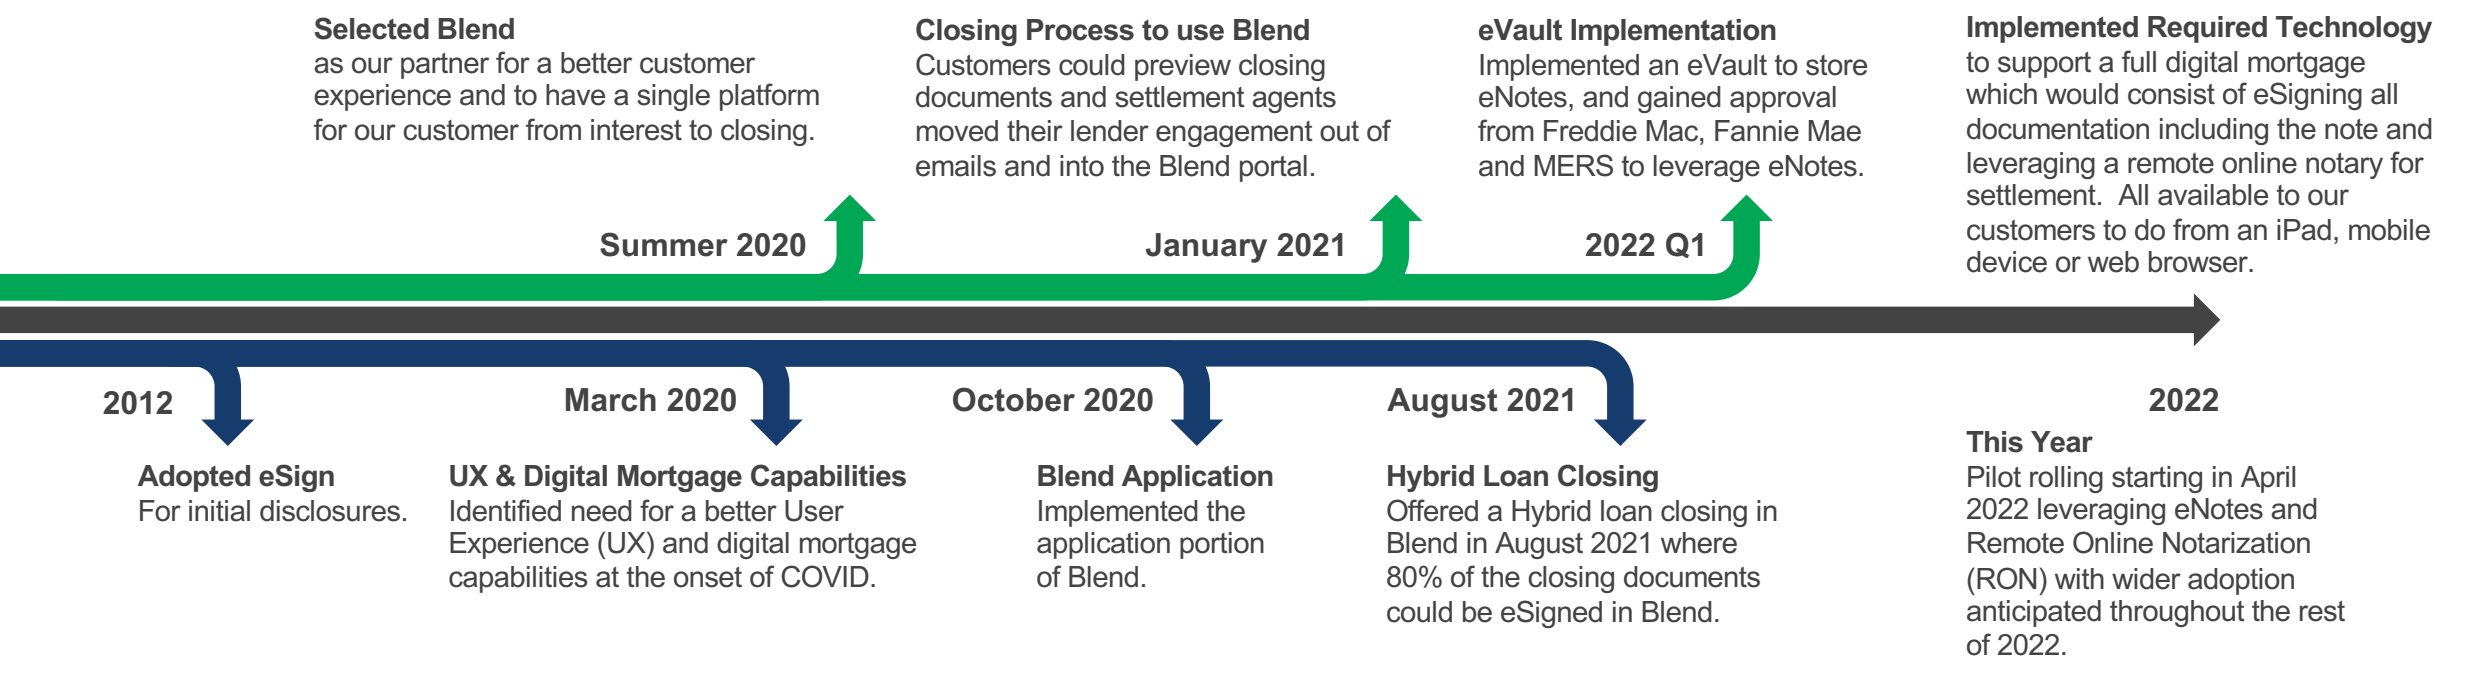 Selected Blend
as our partner for a better customer
experience and to have a single platform
for our customer from interest to closing.
Summer 2020
Closing Process to use Blend
Customers could preview closing
documents and settlement agents
moved their lender engagement out of
emails and into the Blend portal.
January 2021
eVault Implementation
Implemented an eVault to store
eNotes, and gained approval
from Freddie Mac, Fannie Mae
and MERS to leverage eNotes.
2022 Q1
Implemented Required Technology
to support a full digital mortgage
which would consist of eSigning all
documentation including the note and
leveraging a remote online notary for
settlement.  All available to our
customers to do from an iPad, mobile
device or web browser.
2012
Adopted eSign
For initial disclosures.
March 2020
UX & Digital Mortgage Capabilities
Identified need for a better User
Experience (UX) and digital mortgage
capabilities at the onset of COVID.
October 2020
Blend Application
Implemented the
application portion
of Blend.
August 2021
Hybrid Loan Closing
Offered a Hybrid loan closing in
Blend in August 2021 where
80% of the closing documents
could be eSigned in Blend.
2022
This Year
Pilot rolling starting in April
2022 leveraging eNotes and
Remote Online Notarization
(RON) with wider adoption
anticipated throughout the rest
of 2022.